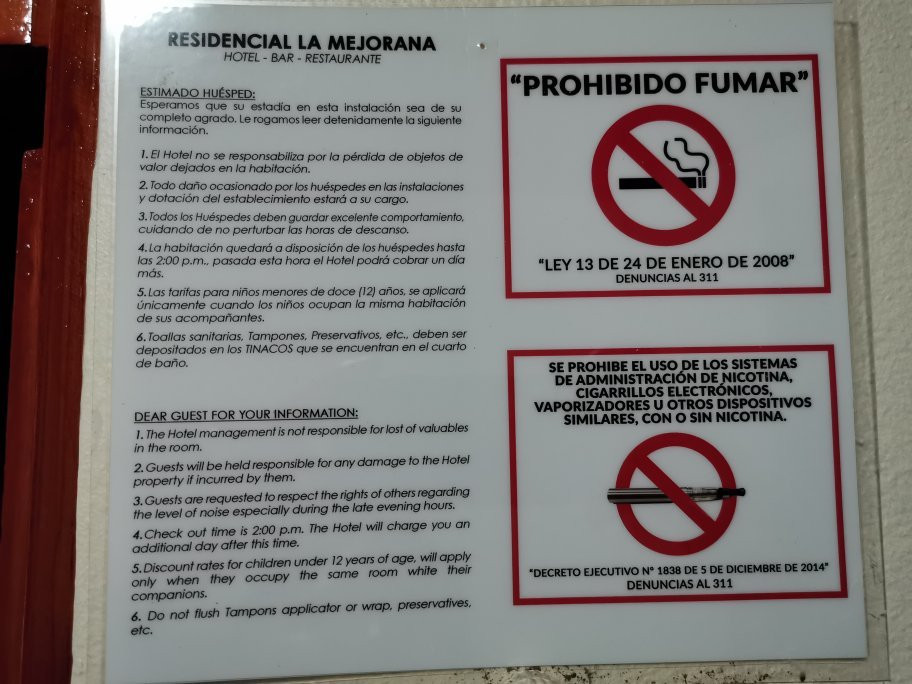 RESIDENCIAL LA MEJORANA
HOTEL - BAR - RESTAURANTE
ESTIMADO HUÉSPED:
Esperamos que su estadía en esta instalación sea de su
completo agrado. Le rogamos leer detenidamente la siguiente
información.
1. El Hotel no se responsabiliza por la pérdida de objetos de
valor dejados en la habitación.
2. Todo daño ocasionado por los huéspedes en las instalaciones
y dotación del establecimiento estará a su cargo.
3. Todos los Huéspedes deben guardar excelente comportamiento,
cuidando de no perturbar las horas de descanso.
4. La habitación quedará a disposición de los huéspedes hasta
las 2:00 p.m., pasada esta hora el Hotel podrá cobrar un día
más.
5. Las tarifas para niños menores de doce (12) años, se aplicará
únicamente cuando los niños ocupan la misma habitación
de sus acompañantes.
6. Toallas sanitarias, Tampones, Preservativos, etc., deben ser
depositados en los TINACOS que se encuentran en el cuarto
de baño.
DEAR GUEST FOR YOUR INFORMATION:
1. The Hotel management is not responsible for lost of valuables
in the room.
2. Guests will be held responsible for any damage to the Hotel
property if incurred by them.
3. Guests are requested to respect the rights of others regarding
the level of noise especially during the late evening hours.
4. Check out time is 2:00 p.m. The Hotel will charge you an
additional day after this time.
5. Discount rates for children under 12 years of age, will apply
only when they occupy the same room white their
companions.
6. Do not flush Tampons applicator or wrap, preservatives,
etc.
“PROHIBIDO FUMAR”
“LEY 13 DE 24 DE ENERO DE 2008”
DENUNCIAS AL 311
SE PROHIBE EL USO DE LOS SISTEMAS
DE ADMINISTRACIÓN DE NICOTINA,
CIGARRILLOS ELECTRÓNICOS,
VAPORIZADORES U OTROS DISPOSITIVOS
SIMILARES, CON O SIN NICOTINA.
"DECRETO EJECUTIVO N° 1838 DE 5 DE DICIEMBRE DE 2014"
DENUNCIAS AL 311